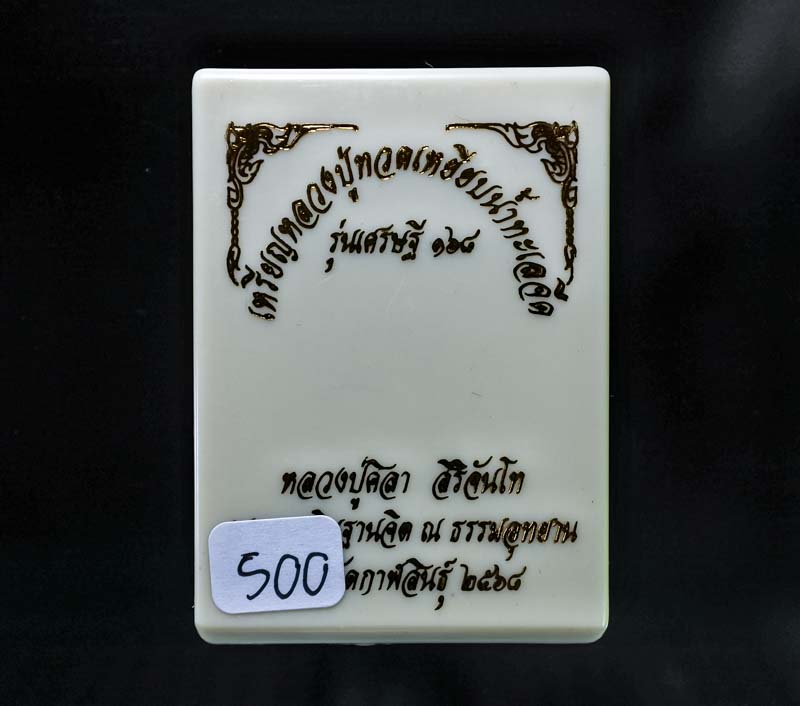 เหรียญหลวงปู่ทวดเหยียบน้ำทะเลจืด
รุ่นเศรษฐี ๑๖๘
หลวงปู่ศิลา สิริจันโท
ฐานจิต ณ ธรรมอุทยาน
กาฬสินธุ์ ๒๕๖๘
500